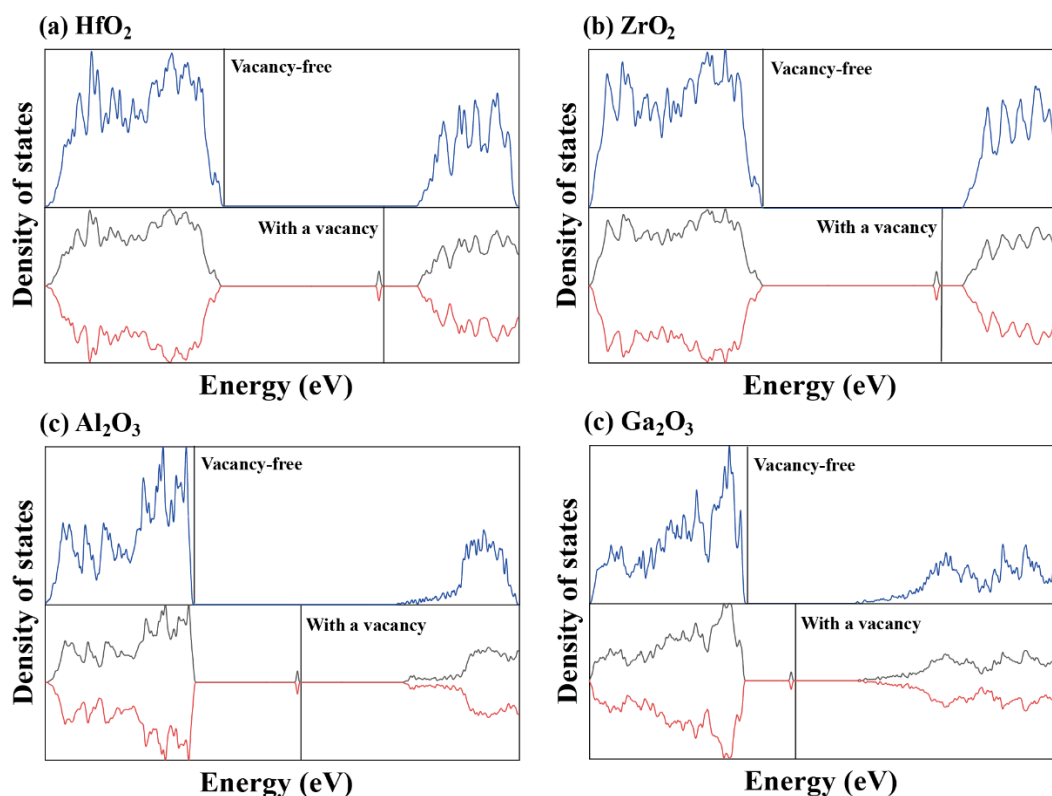 (a) HfO₂
(b) ZrO₂
Density of states
Vacancy-free
With a vacancy
Energy (eV)
Density of states
Vacancy-free
With a vacancy
Energy (eV)
(c) Al₂O₃
(c) Ga₂O₃
Density of states
Vacancy-free
With a vacancy
Energy (eV)
Density of states
Vacancy-free
With a vacancy
Energy (eV)